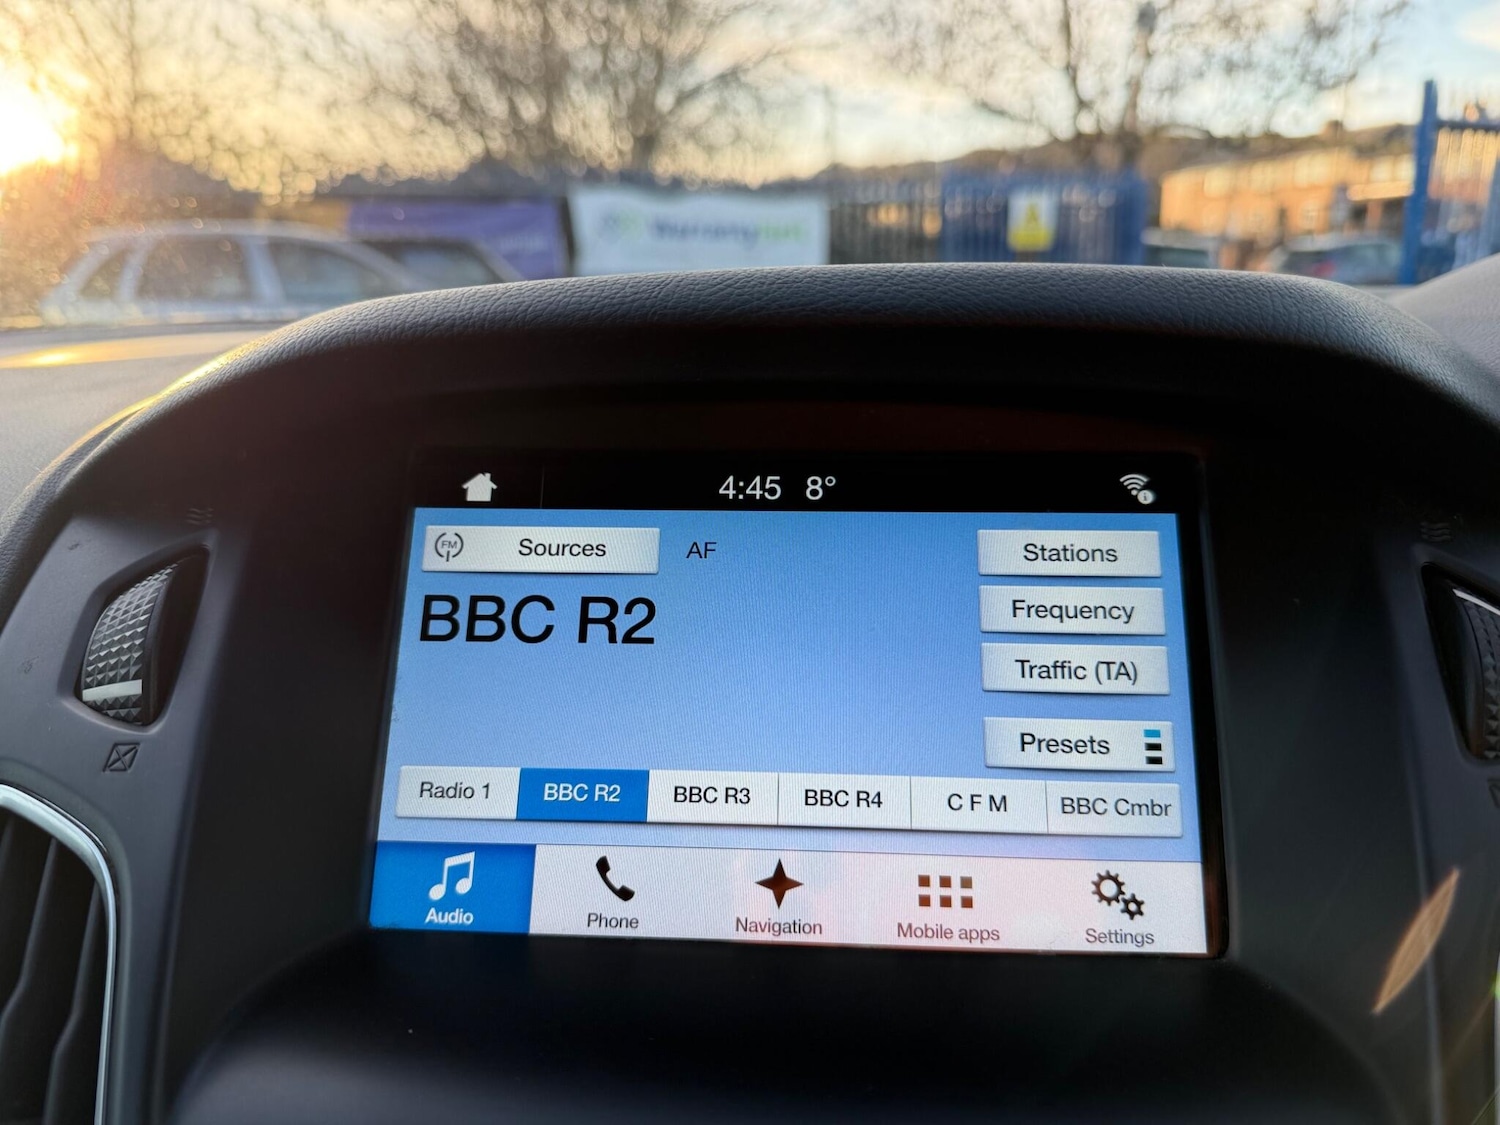 4:45 8°
FM Sources AF Stations
BBC R2
Frequency
Traffic (TA)
Presets
Radio 1 BBC R2 BBC R3 BBC R4 C F M BBC Cmbr
Audio Phone Navigation Mobile apps Settings